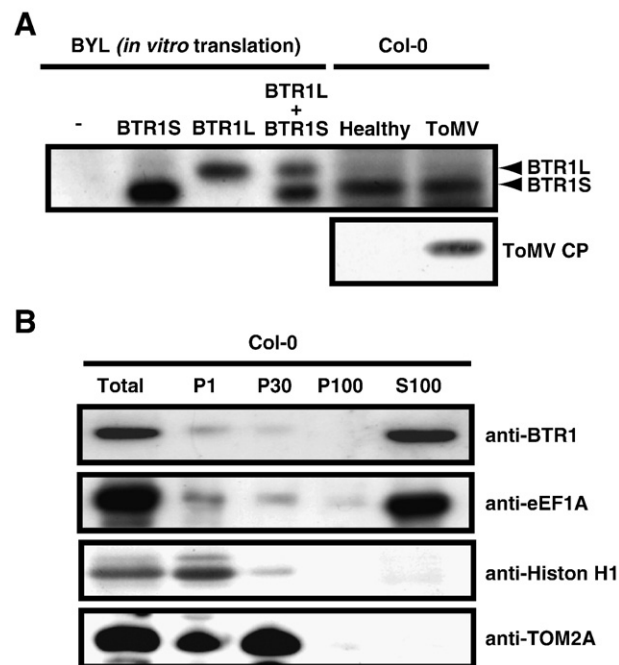 A
BYL (in vitro translation) Col-0
- BTR1S BTR1L BTR1L + BTR1S Healthy ToMV
BTR1L
BTR1S
ToMV CP
B
Col-0
Total P1 P30 P100 S100
anti-BTR1
anti-eEF1A
anti-Histon H1
anti-TOM2A